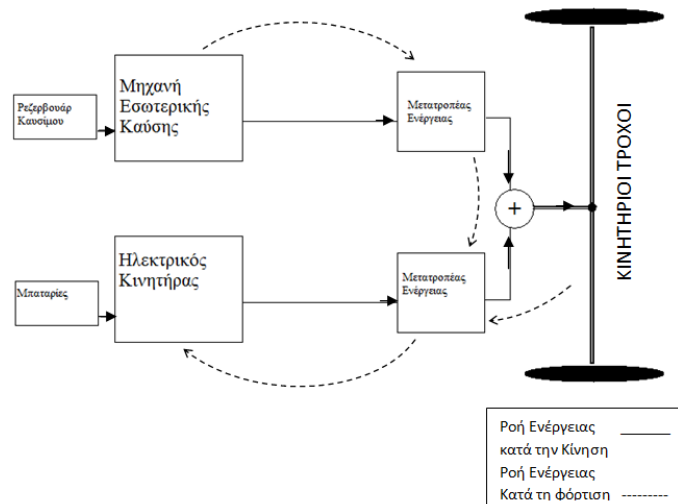 Ρεζερβουάρ
Καυσίμου
Μηχανή
Εσωτερικής
Καύσης
Μετατροπέας
Ενέργειας
+
ΚΙΝΗΤΗΡΙΟΙ ΤΡΟΧΟΙ
Μπαταρίες
Ηλεκτρικός
Κινητήρας
Μετατροπέας
Ενέργειας
Ροή Ενέργειας
κατά την Κίνηση
Ροή Ενέργειας
Κατά τη φόρτιση